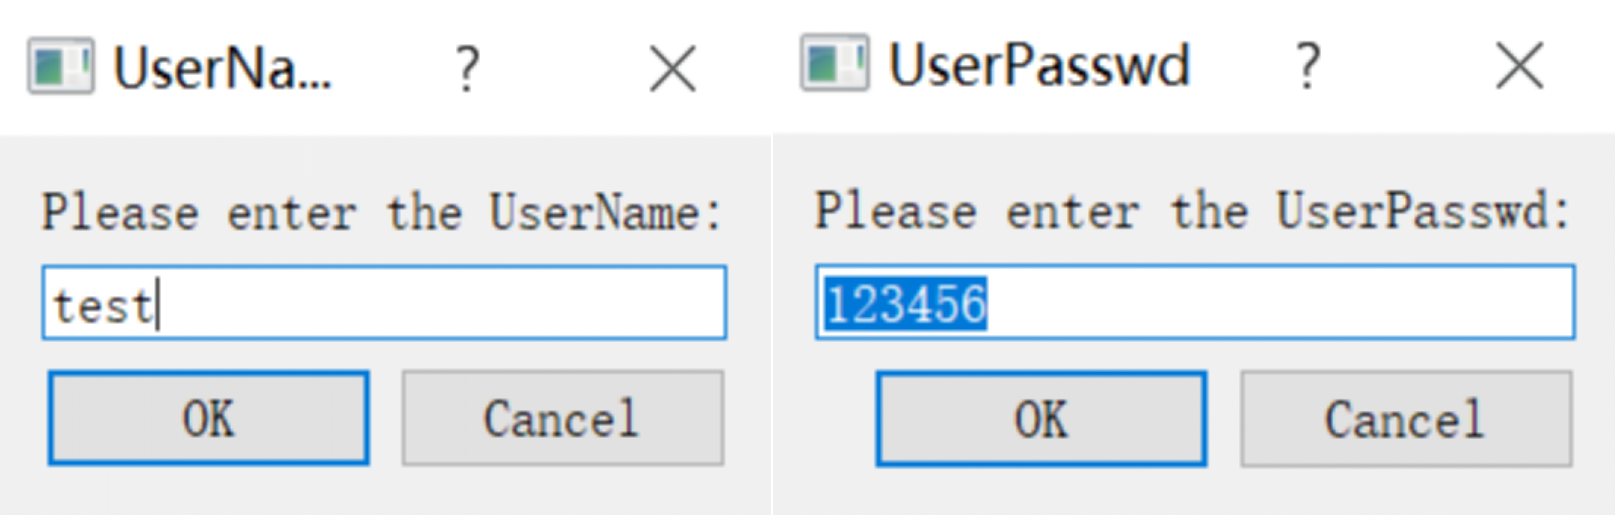 UserNa...
?
Please enter the UserName:
test
OK
Cancel
UserPasswd
?
Please enter the UserPasswd:
123456
OK
Cancel